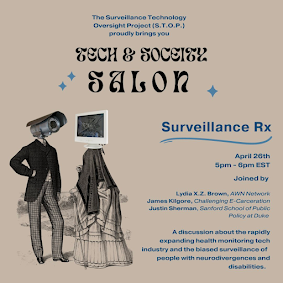 The Surveillance Technology
Oversight Project (S.T.O.P.)
proudly brings you
TECH & SOCEITY
SALON
Surveillance Rx
April 26th
5pm - 6pm EST
Joined by
Lydia X.Z. Brown, AWN Network
James Kilgore, Challenging E-Carceration
Justin Sherman, Sanford School of Public
Policy at Duke
A discussion about the rapidly
expanding health monitoring tech
industry and the biased surveillance of
people with neurodivergences and
disabilities.